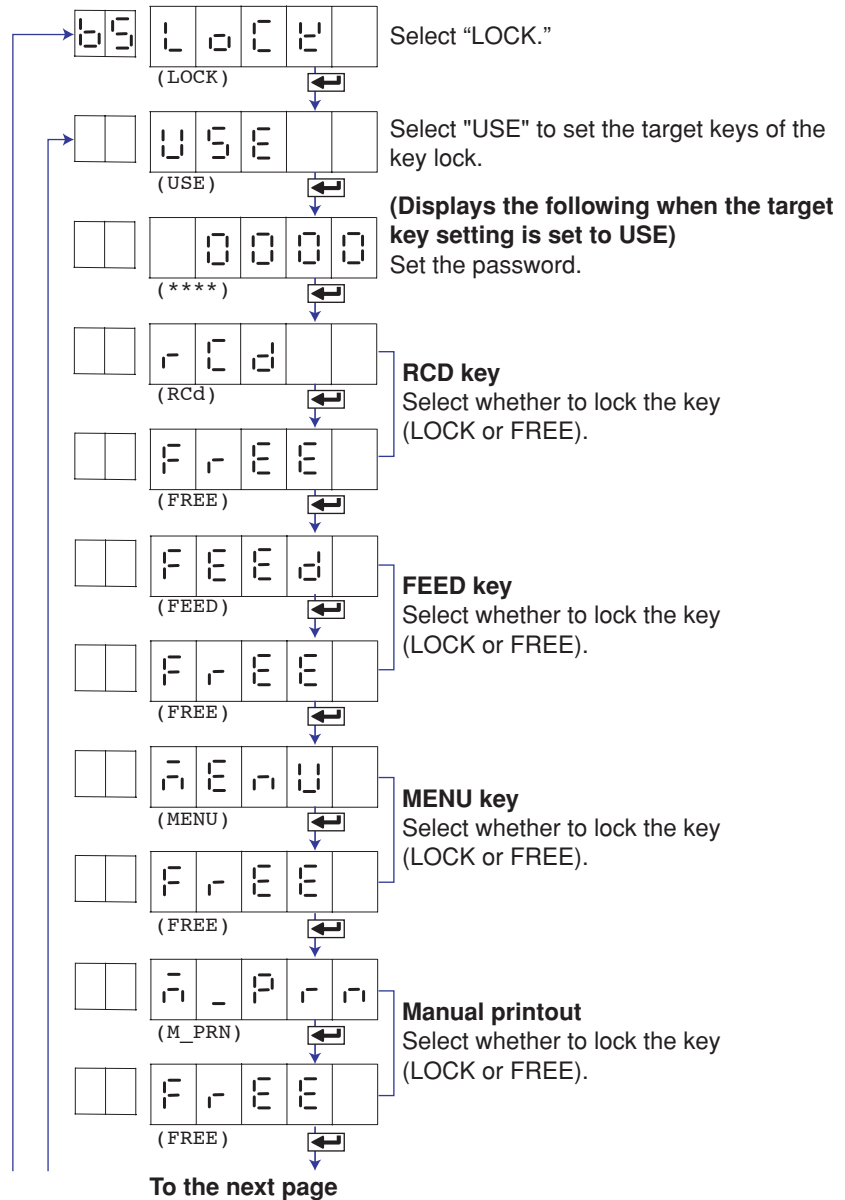 b5 LoCK
Select “LOCK.”
(LOCK)
USE
Select "USE" to set the target keys of the
key lock.
(USE)
(Displays the following when the target
key setting is set to USE)
0000
Set the password.
(****)
rCd
RCD key
(RCd)
Select whether to lock the key
(LOCK or FREE).
FrEE
(FREE)
FEEd
FEED key
(FEED)
Select whether to lock the key
(LOCK or FREE).
FrEE
(FREE)
mEnU
MENU key
(MENU)
Select whether to lock the key
(LOCK or FREE).
FrEE
(FREE)
m_Prn
Manual printout
(M_PRN)
Select whether to lock the key
(LOCK or FREE).
FrEE
(FREE)
To the next page